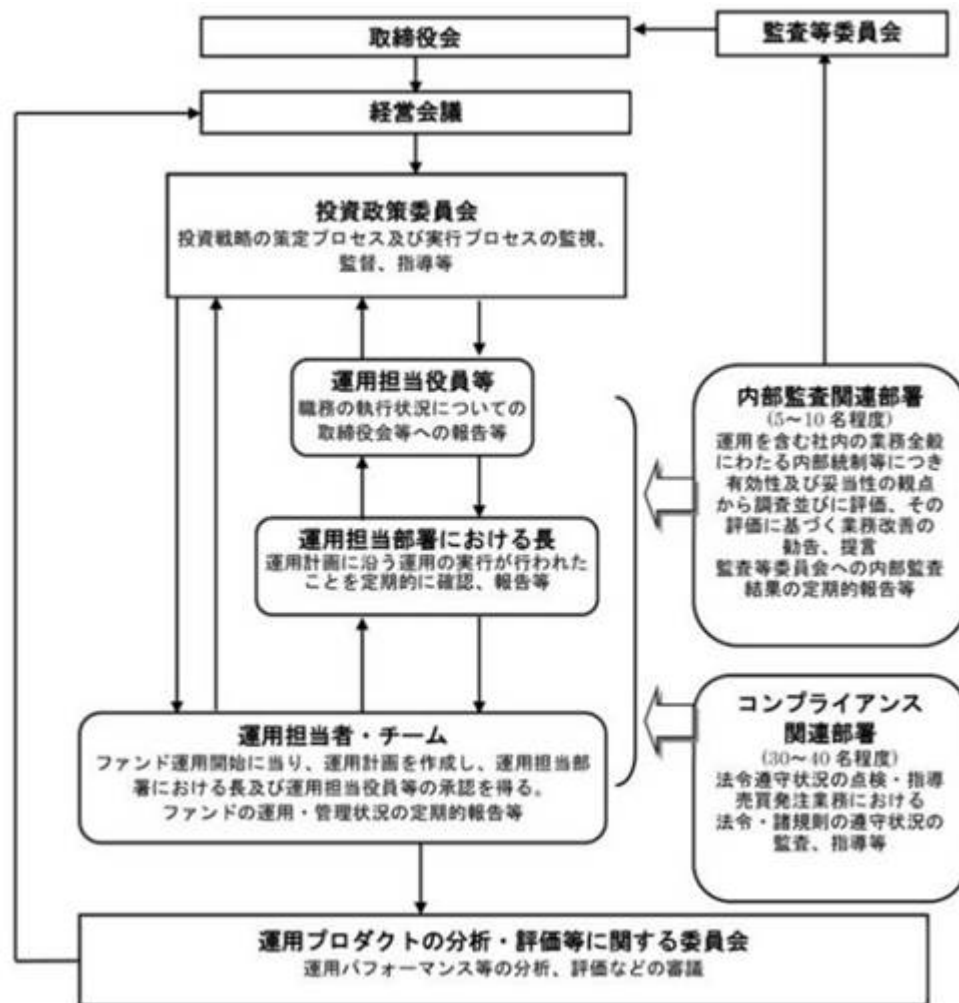 取締役会
監査等委員会
経営会議
投資政策委員会
投資戦略の策定プロセス及び実行プロセスの監視、
監督、指導等
運用担当役員等
職務の執行状況についての
取締役会等への報告等
運用担当部署における長
運用計画に沿う運用の実行が行われた
ことを定期的に確認、報告等
運用担当者・チーム
ファンド運用開始に当り、運用計画を作成し、運用担当部
署における長及び運用担当役員等の承認を得る。
ファンドの運用・管理状況の定期的報告等
内部監査関連部署
(5～10 名程度)
運用を含む社内の業務全般
にわたる内部統制等につき
有効性及び妥当性の観点
から調査並びに評価、その
評価に基づく業務改善の
勧告、提言
監査等委員会への内部監査
結果の定期的報告等
コンプライアンス
関連部署
(30～40 名程度)
法令遵守状況の点検・指導
売買発注業務における
法令・諸規則の遵守状況の
監査、指導等
運用プロダクトの分析・評価等に関する委員会
運用パフォーマンス等の分析、評価などの審議